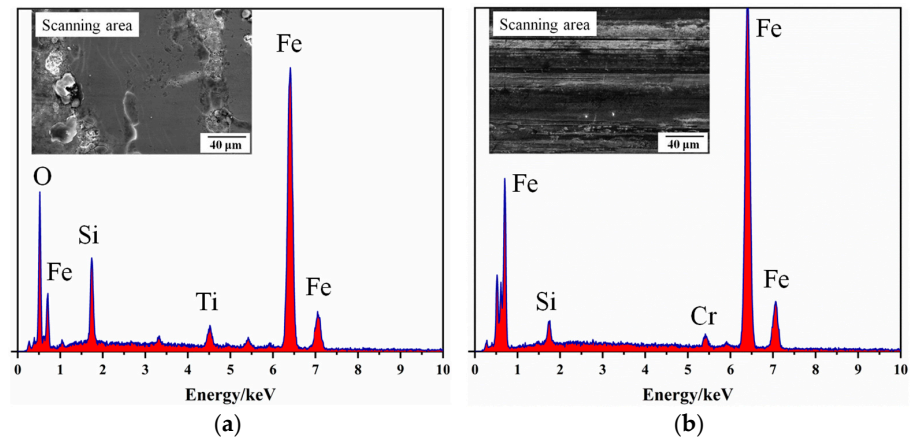 Scanning area
Fe
40 μm
O
Si
Fe
Ti
Fe
0 1 2 3 4 5 6 7 8 9 10
Energy/keV
(a)
Scanning area
Fe
40 μm
Fe
Si
Cr
Fe
0 1 2 3 4 5 6 7 8 9 10
Energy/keV
(b)